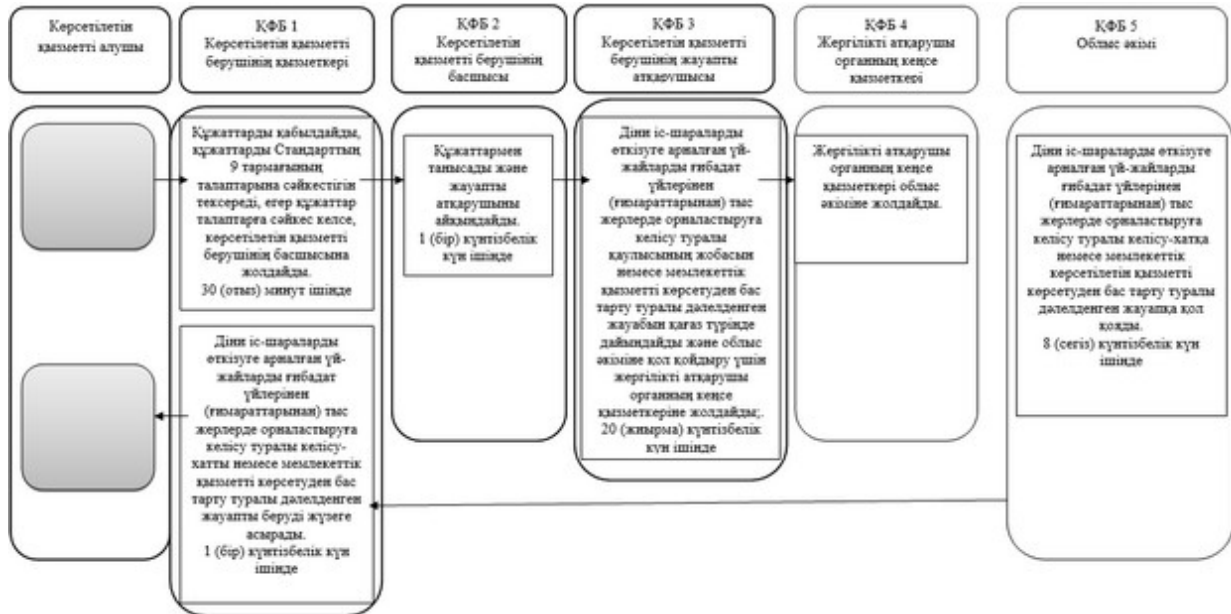 Көрсетілетін
қызметті алушы
ҚФБ 1
Көрсетілетін қызметті
берушінің қызметкері
ҚФБ 2
Көрсетілетін
қызметті берушінің
басшысы
ҚФБ 3
Көрсетілетін қызметті
берушінің жауапты
атқарушысы
ҚФБ 4
Жергілікті атқарушы
органның кеңсе
қызметкері
ҚФБ 5
Облыс әкімі
Құжаттарды қабылдайды,
құжаттарды Стандарттың
9 тармағының
талаптарына сәйкестігін
тексереді, егер құжаттар
талаптарға сәйкес келсе,
көрсетілетін қызметті
берушінің басшысына
жолдайды.
30 (отыз) минут ішінде
Құжаттармен
танысады және
жауапты
атқарушыны
айқындайды.
1 (бір) күнтізбелік
күн ішінде
Діни іс-шараларды
өткізуге арналған үй-
жайларды ғибадат
үйлерінен
(ғимараттарынан) тыс
жерлерде орналастыруға
келісу туралы
қаулысының жобасын
немесе мемлекеттік
қызметті көрсетуден бас
тарту туралы дәлелденген
жауабын қағаз түрінде
дайындайды және облыс
әкіміне қол қойдыру үшін
жергілікті атқарушы
органның кеңсе
қызметкеріне жолдайды;.
20 (жиырма) күнтізбелік
күн ішінде
Жергілікті атқарушы
органның кеңсе
қызметкері облыс
әкіміне жолдайды.
Діни іс-шараларды өткізуге
арналған үй-жайларды
ғибадат үйлерінен
(ғимараттарынан) тыс
жерлерде орналастыруға
келісу туралы келісу-хатқа
немесе мемлекеттік
көрсетілетін қызметті
көрсетуден бас тарту туралы
дәлелденген жауапқа қол
қояды.
8 (сегіз) күнтізбелік күн
ішінде
Діни іс-шараларды
өткізуге арналған үй-
жайларды ғибадат
үйлерінен
(ғимараттарынан) тыс
жерлерде орналастыруға
келісу туралы келісу-
хатты немесе мемлекеттік
қызметті көрсетуден бас
тарту туралы дәлелденген
жауапты беруді жүзеге
асырады.
1 (бір) күнтізбелік күн
ішінде